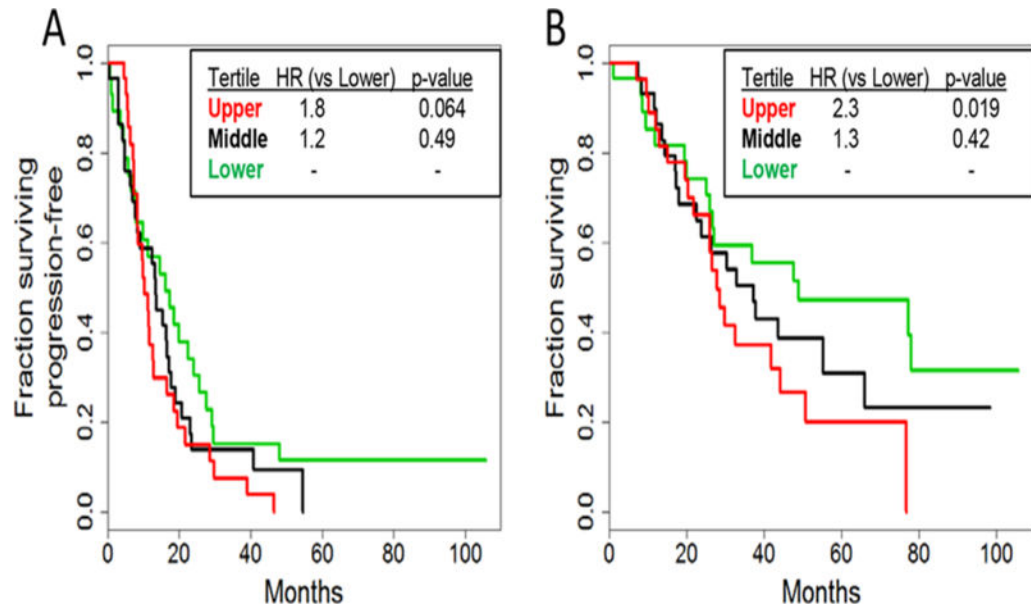 A
Tertile HR (vs Lower) p-value
Upper 1.8 0.064
Middle 1.2 0.49
Lower - -
Fraction surviving
progression-free
1.0
0.8
0.6
0.4
0.2
0.0
0 20 40 60 80 100
Months
B
Tertile HR (vs Lower) p-value
Upper 2.3 0.019
Middle 1.3 0.42
Lower - -
Fraction surviving
1.0
0.8
0.6
0.4
0.2
0.0
0 20 40 60 80 100
Months